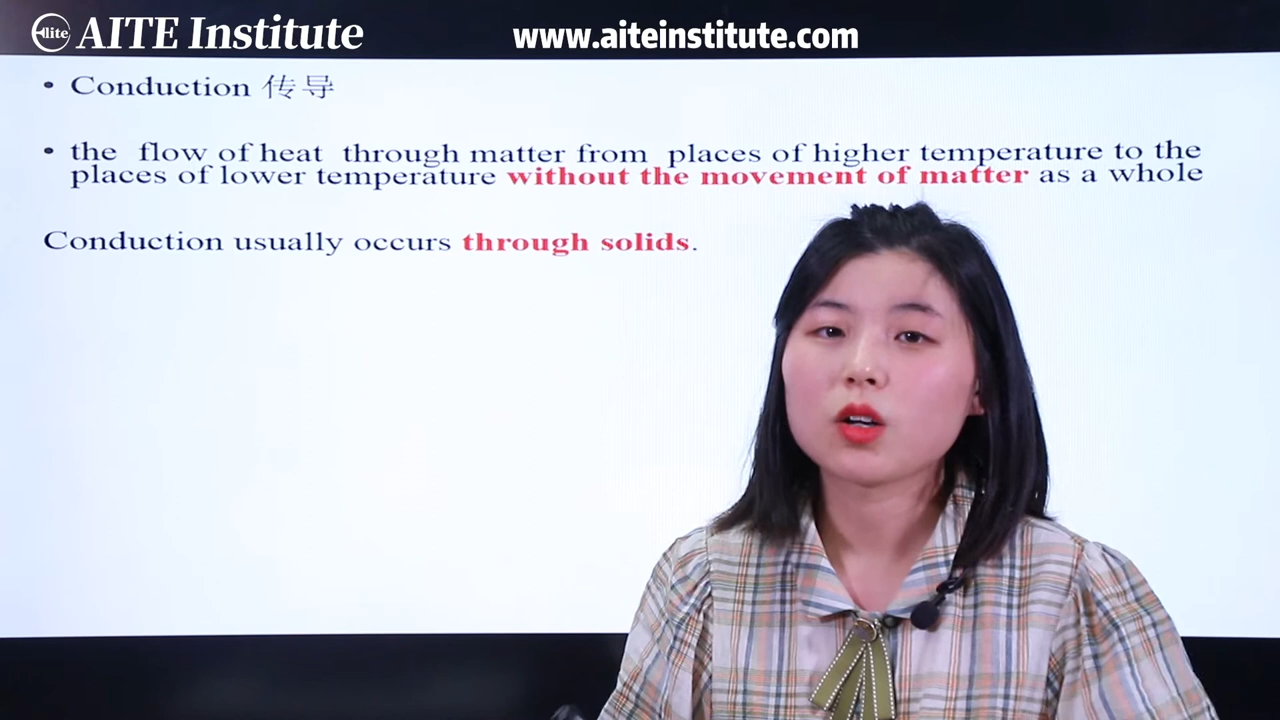 Elite AITE Institute
www.aiteinstitute.com
• Conduction 传导
• the flow of heat through matter from places of higher temperature to the
places of lower temperature without the movement of matter as a whole
Conduction usually occurs through solids.